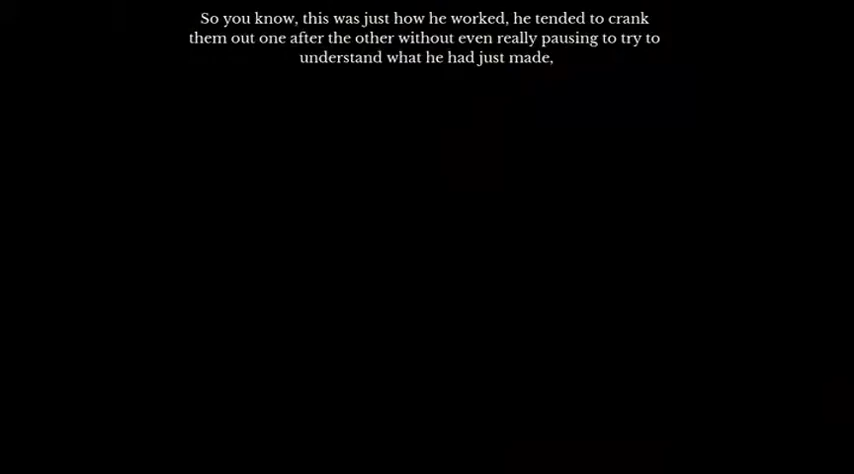 So you know, this was just how he worked, he tended to crank
them out one after the other without even really pausing to try to
understand what he had just made,